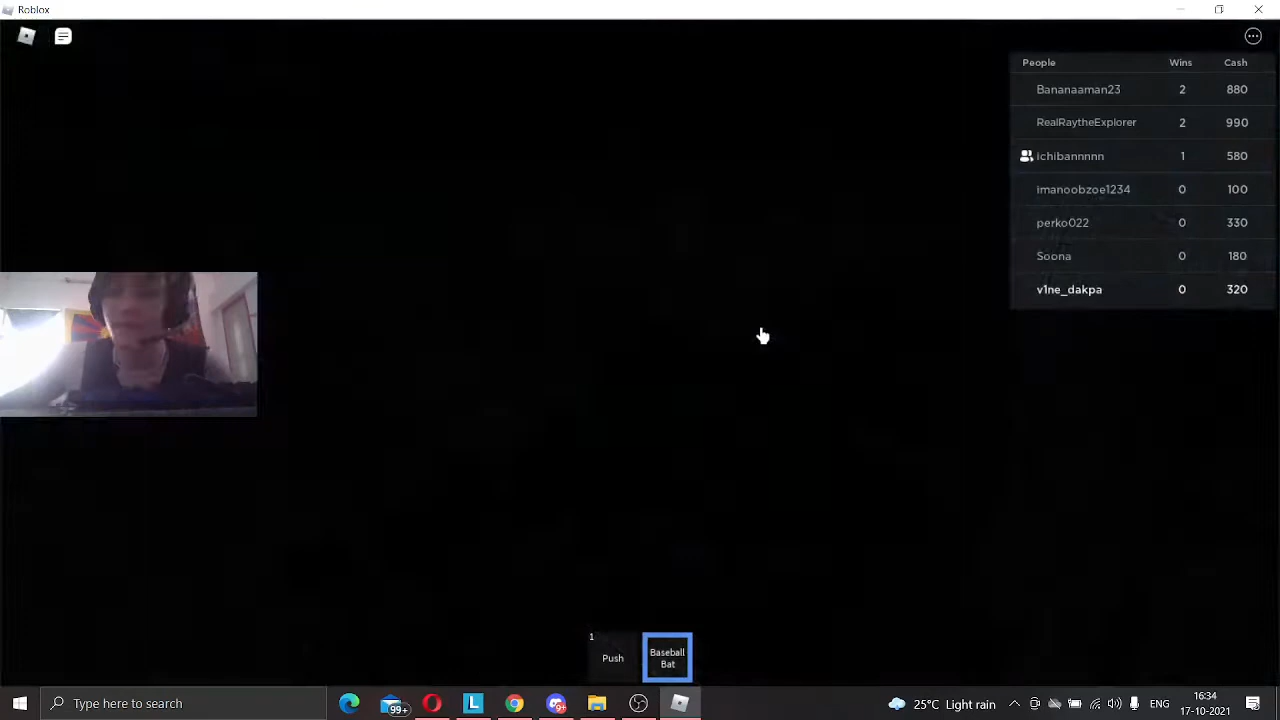 Roblox
People Wins Cash
Bananaaman23 2 880
RealRaytheExplorer 2 990
ichibannnnn 1 580
imanoobzoe1234 0 100
perko022 0 330
Soona 0 180
v1ne_dakpa 0 320
1
Push
Baseball
Bat
Type here to search
99+
L
25°C Light rain
ENG
16:34
17-10-2021